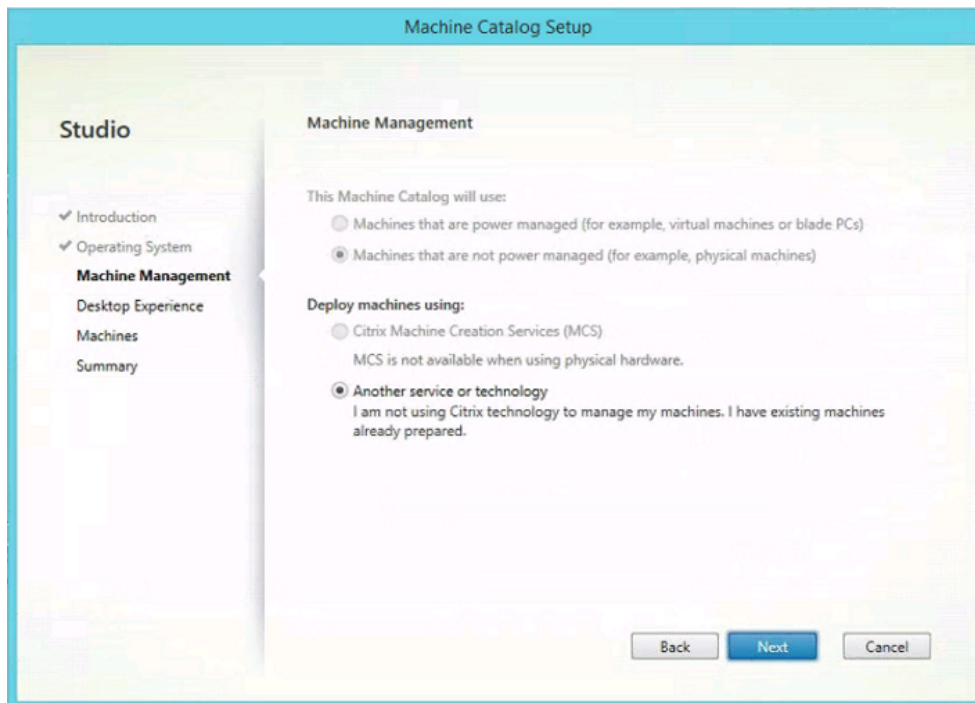 Machine Catalog Setup
Studio
Introduction
Operating System
Machine Management
Desktop Experience
Machines
Summary
Machine Management
This Machine Catalog will use:
Machines that are power managed (for example, virtual machines or blade PCs)
Machines that are not power managed (for example, physical machines)
Deploy machines using:
Citrix Machine Creation Services (MCS)
MCS is not available when using physical hardware.
Another service or technology
I am not using Citrix technology to manage my machines. I have existing machines
already prepared.
Back
Next
Cancel